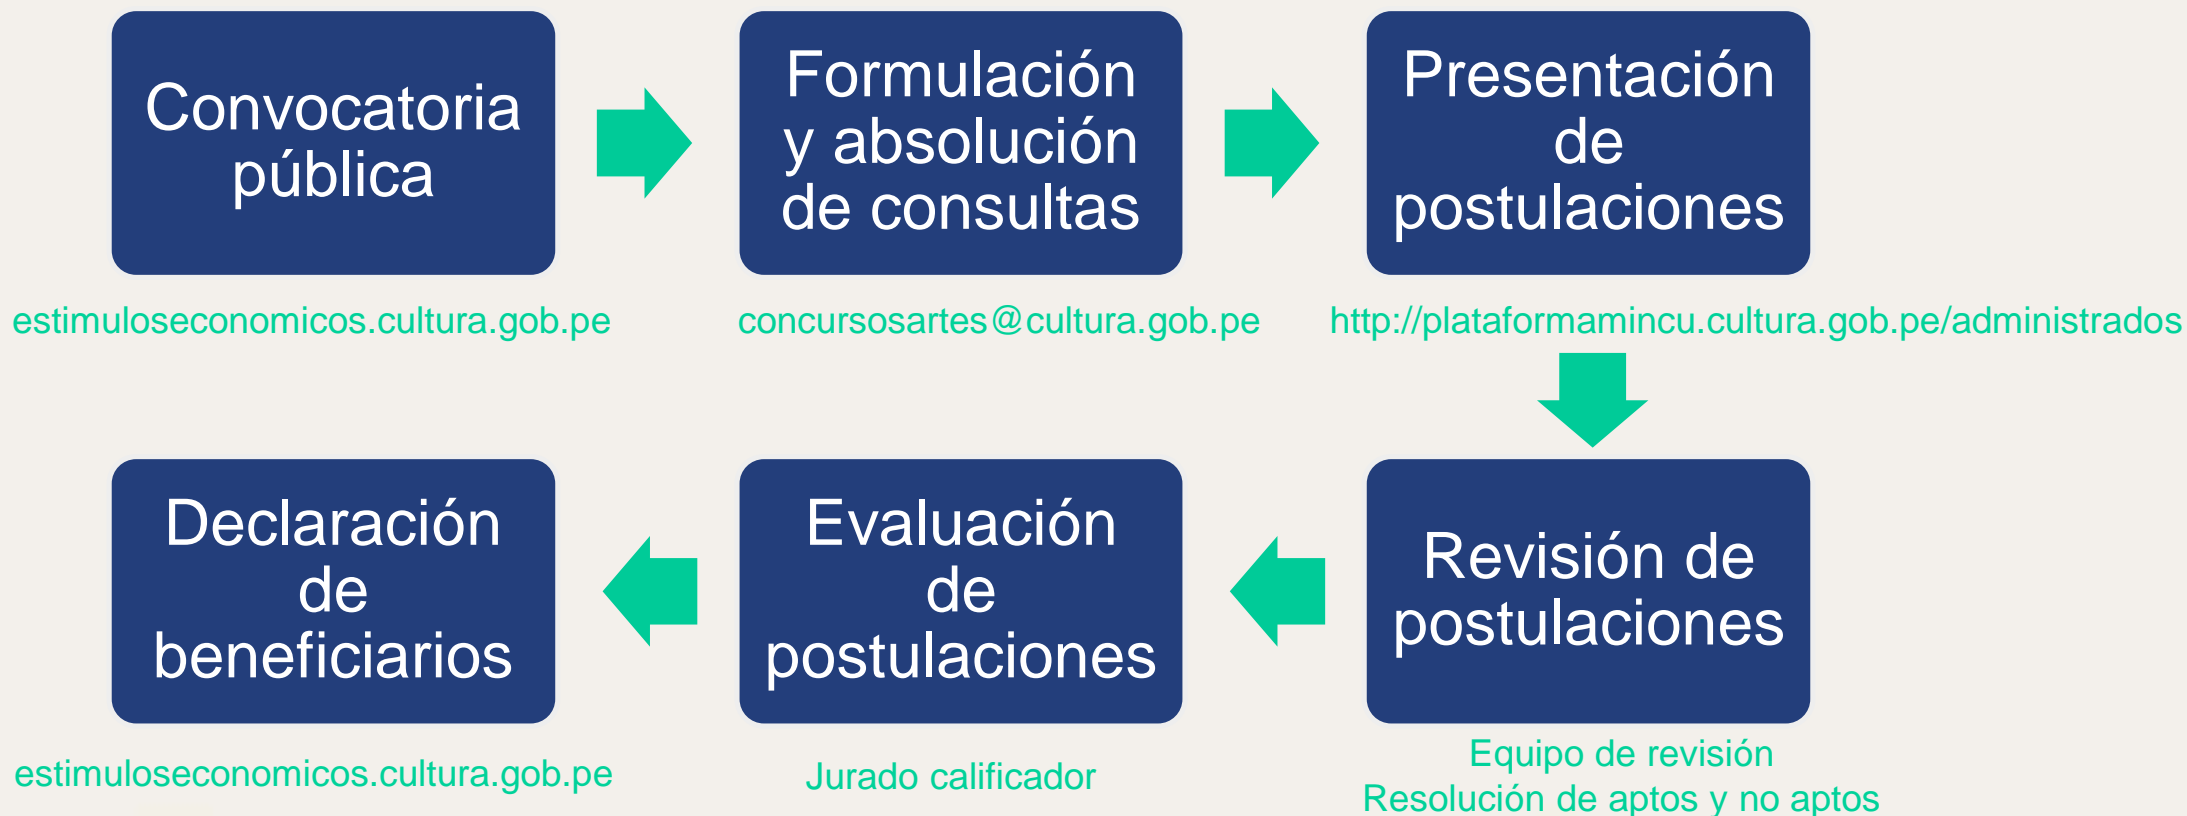 Convocatoria
pública
estimuloseconomicos.cultura.gob.pe
Formulación
y absolución
de consultas
concursosartes@cultura.gob.pe
Presentación
de
postulaciones
http://plataformamincu.cultura.gob.pe/administrados
Revisión de
postulaciones
Equipo de revisión
Resolución de aptos y no aptos
Evaluación
de
postulaciones
Jurado calificador
Declaración
de
beneficiarios
estimuloseconomicos.cultura.gob.pe